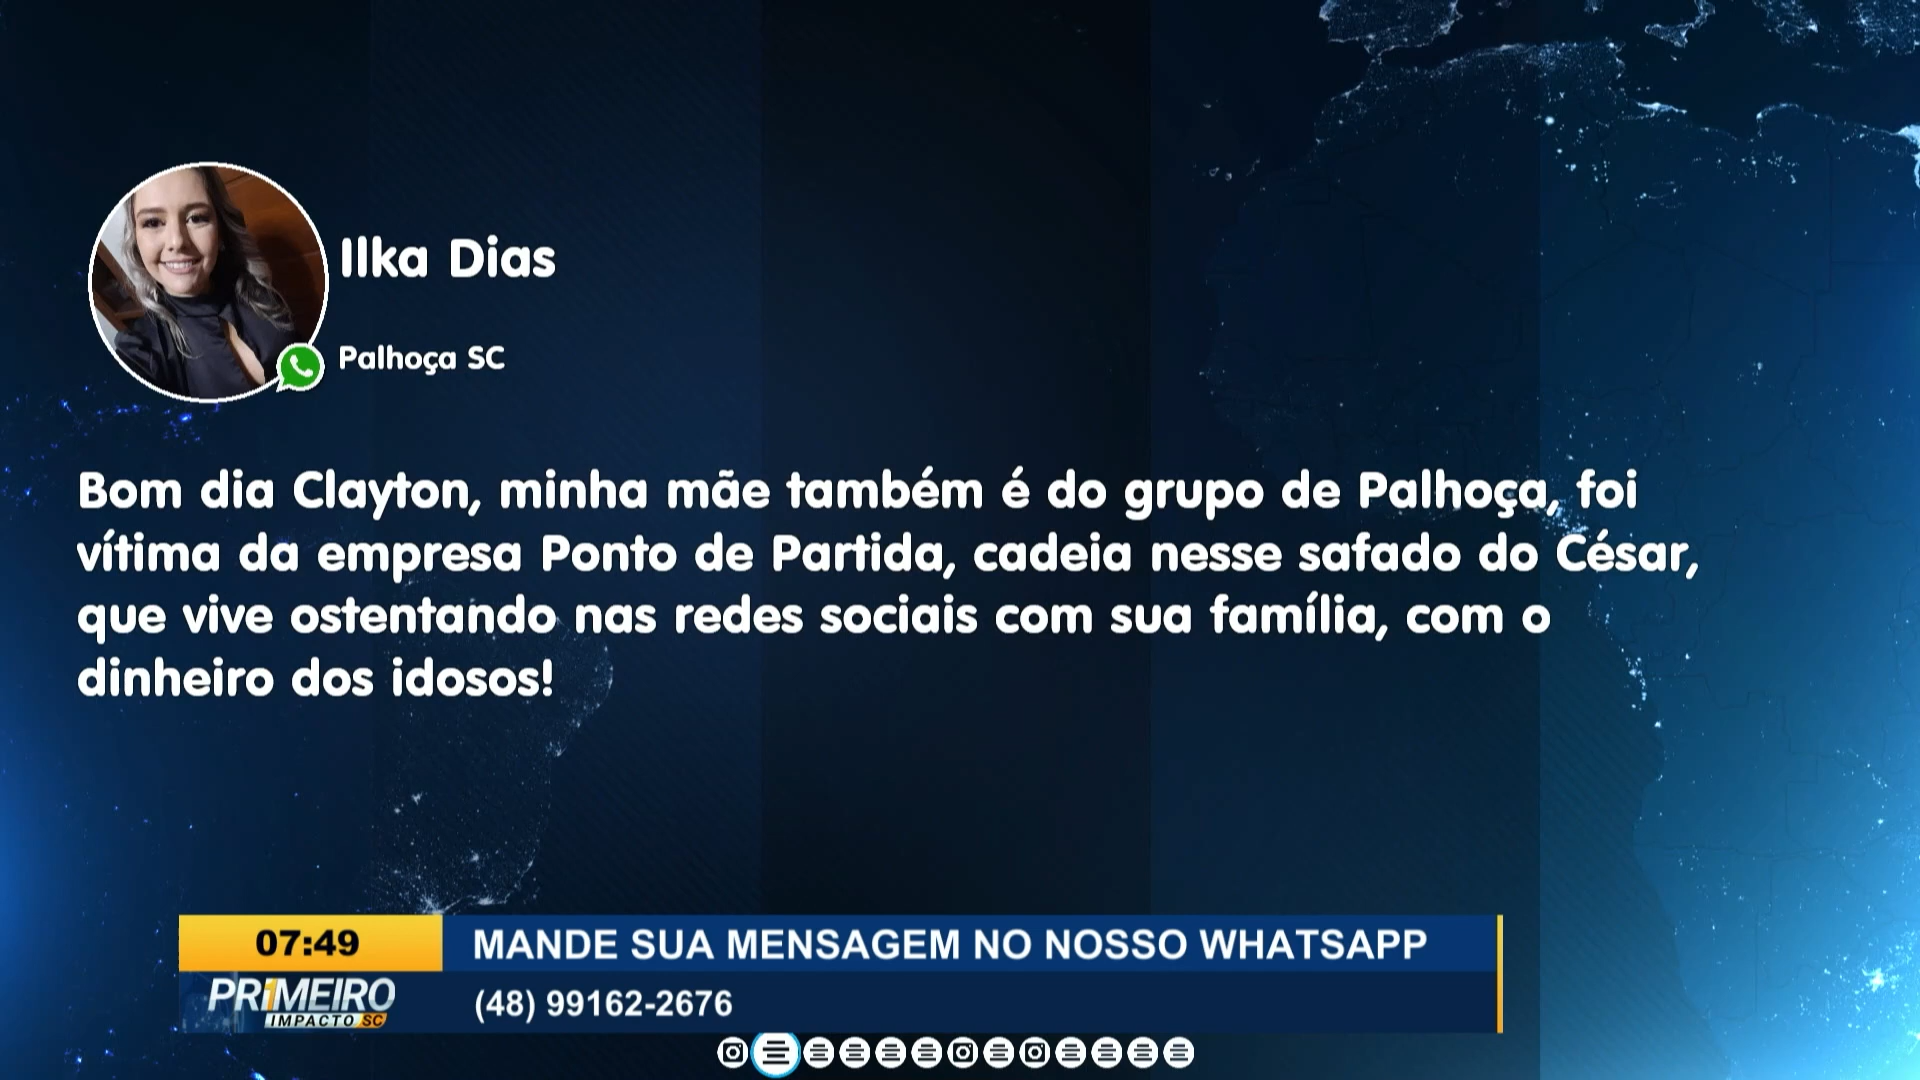 Ilka Dias
Palhoça SC
Bom dia Clayton, minha mãe também é do grupo de Palhoça, foi
vítima da empresa Ponto de Partida, cadeia nesse safado do César,
que vive ostentando nas redes sociais com sua família, com o
dinheiro dos idosos!
07:49
MANDE SUA MENSAGEM NO NOSSO WHATSAPP
PR1MEIRO
IMPACTO SC
(48) 99162-2676